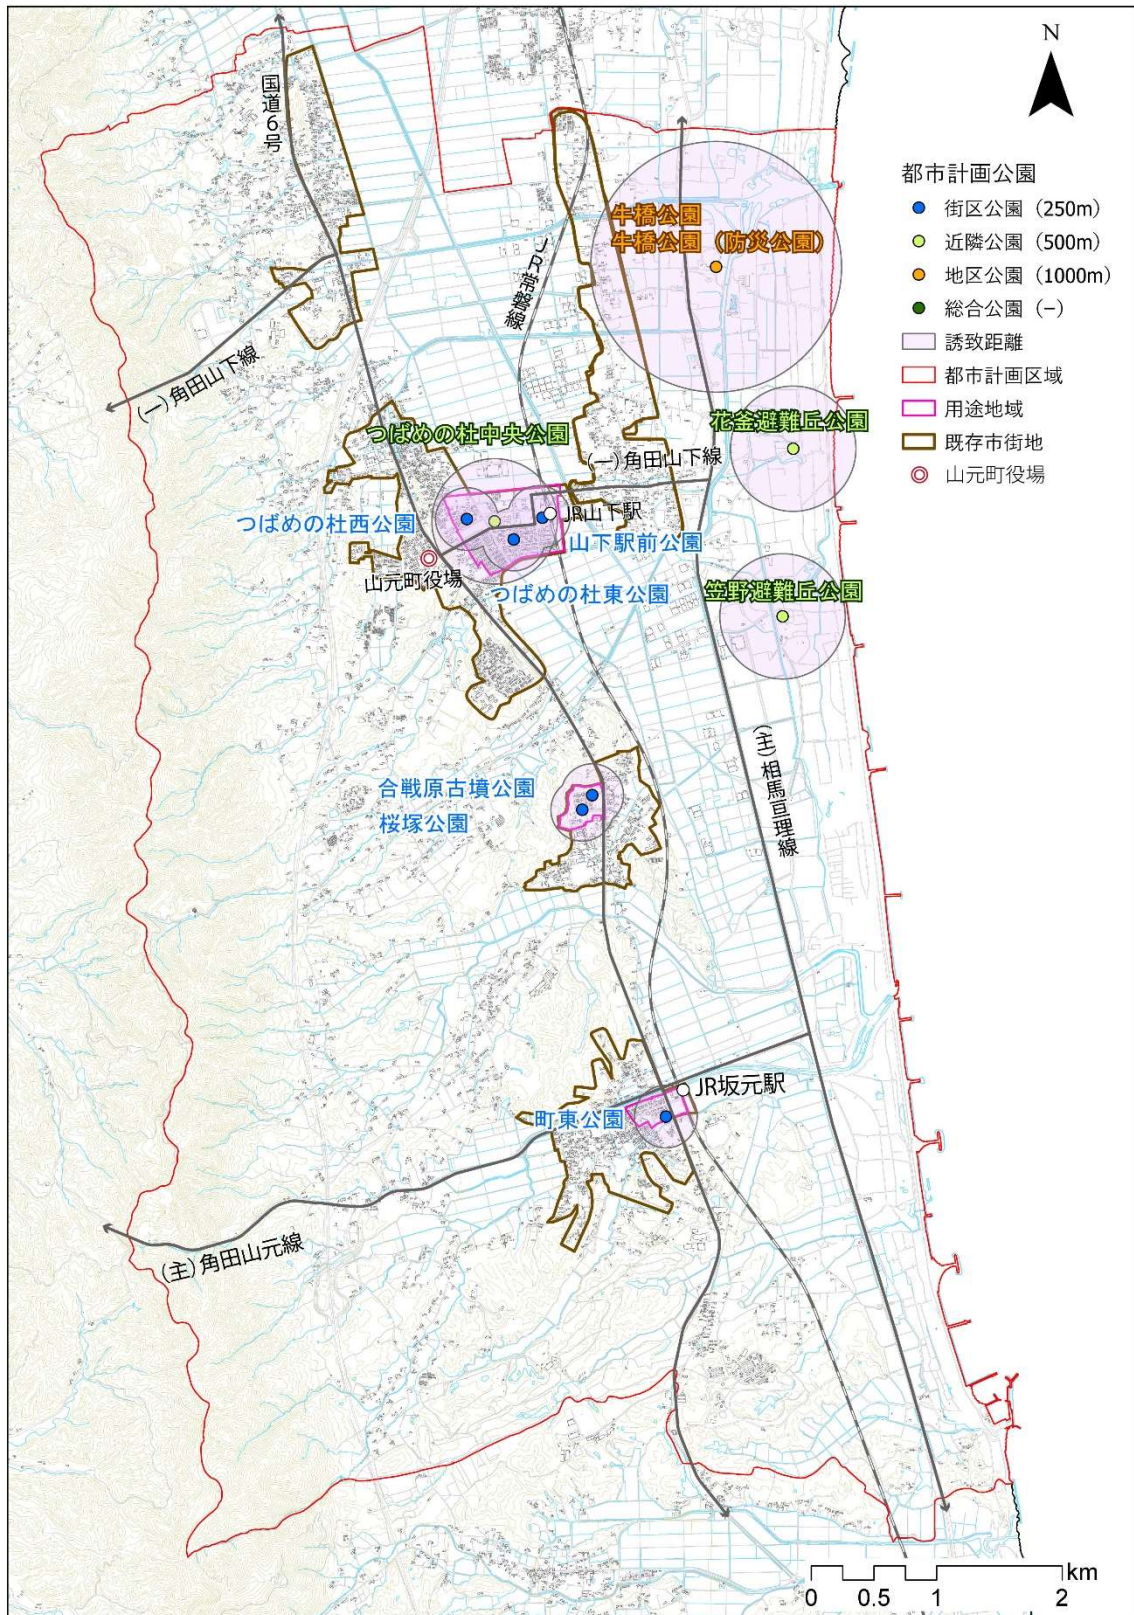 N
国道6号
都市計画公園
街区公園（250m）
近隣公園（500m）
地区公園（1000m）
総合公園（-）
誘致距離
都市計画区域
用途地域
既存市街地
山元町役場
牛橋公園
牛橋公園（防災公園）
JR常磐線
(一)角田山下線
花釜避難丘公園
つばめの杜中央公園
(一)角田山下線
つばめの杜西公園
JR山下駅
山下駅前公園
山元町役場
つばめの杜東公園
笠野避難丘公園
(主)相馬亘理線
合戦原古墳公園
桜塚公園
JR坂元駅
町東公園
(主)角田山元線
km
0 0.5 1 2